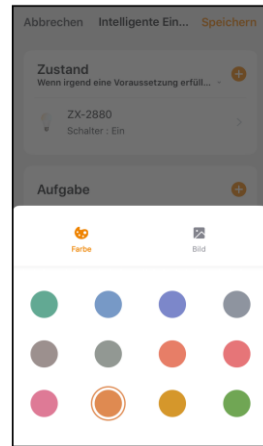 Abbrechen Intelligente Ein... Speichern
Zustand
Wenn irgend eine Voraussetzung erfüll...
ZX-2880
Schalter : Ein
Aufgabe
Farbe Bild